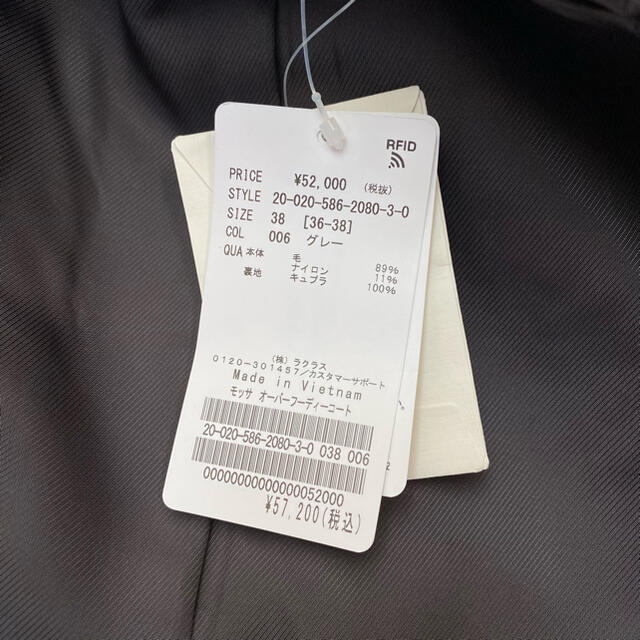 RFID
PRICE ¥52,000 (税抜)
STYLE 20-020-586-2080-3-0
SIZE 38 [36-38]
COL 006 グレー
QUA 本体 毛 89%
ナイロン 11%
裏地 キュプラ 100%
(株) ラクラス
0120-301457/カスタマーサポート
Made in Vietnam
モッサ オーバーフーディーコート
20-020-586-2080-3-0 038 006
00000000000000052000
¥57,200(税込)
2